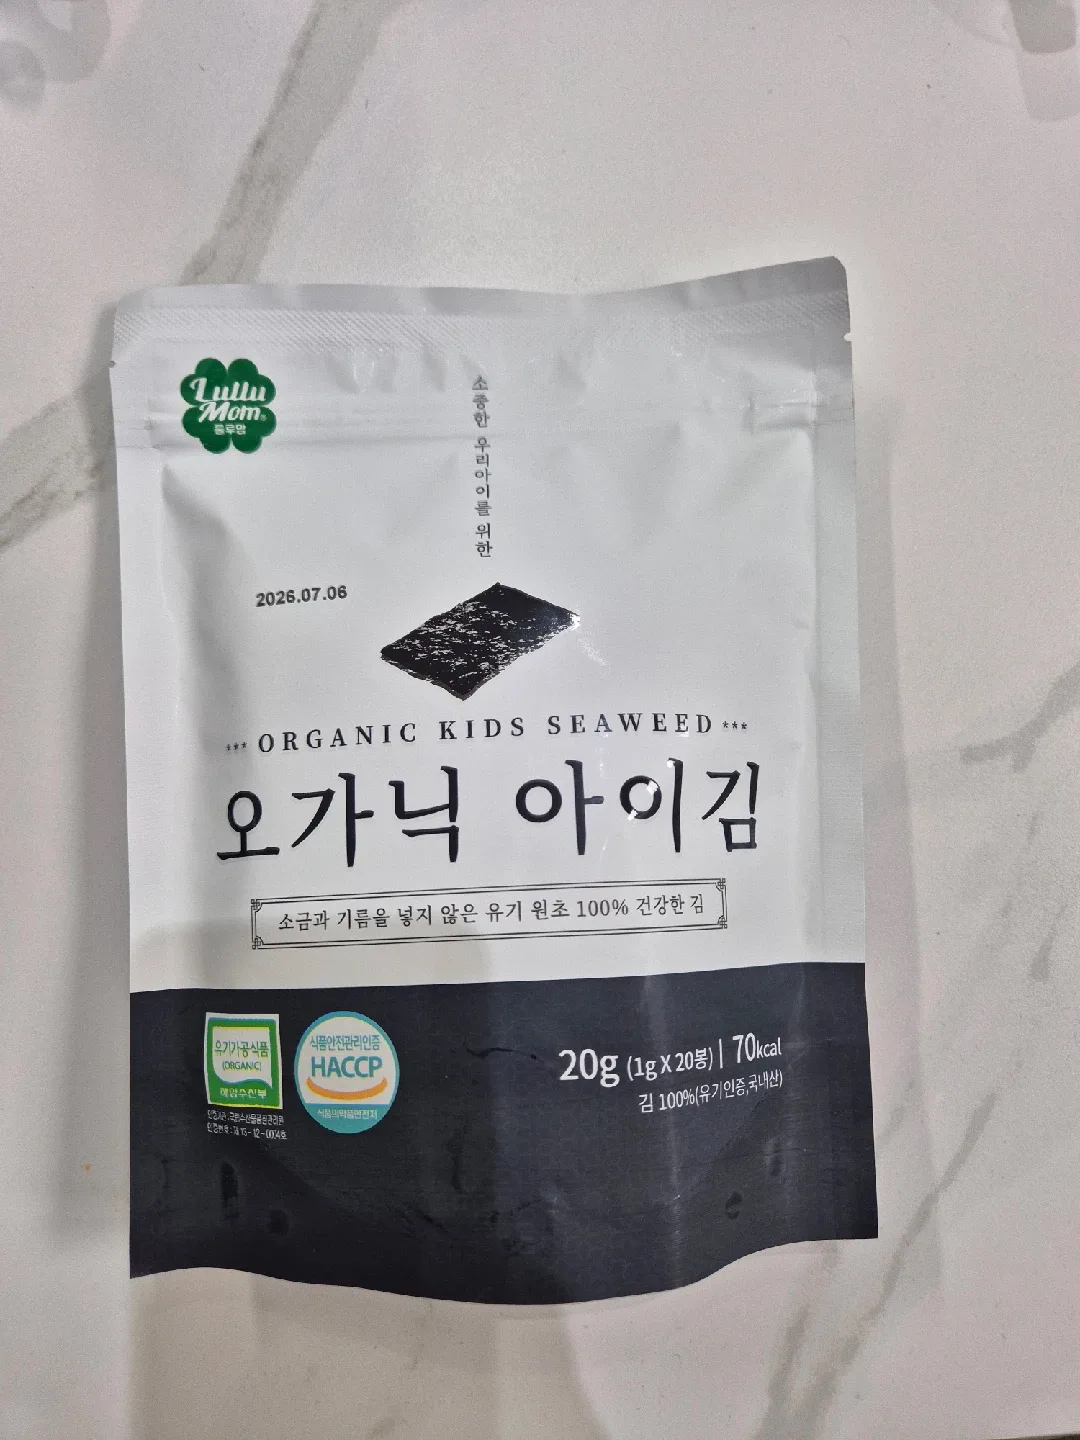 Lullu
Mom®
룰루맘
소중한 우리아이를 위한
2026.07.06
*** ORGANIC KIDS SEAWEED ***
오가닉 아이김
소금과 기름을 넣지 않은 유기 원초 100% 건강한 김
유기가공식품
(ORGANIC)
해양수산부
식품안전관리인증
HACCP
식품의약품안전처
20g (1g X 20봉) | 70kcal
김 100%(유기인증,국내산)